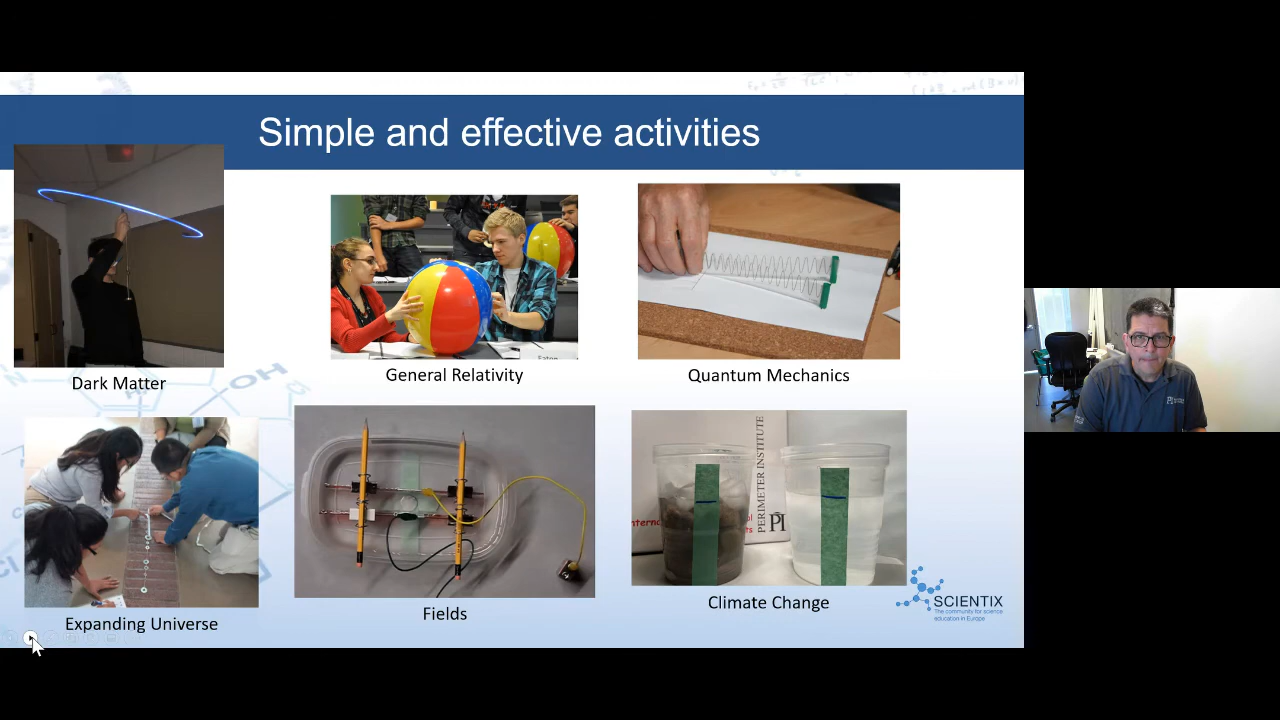 Simple and effective activities
Dark Matter
General Relativity
Quantum Mechanics
Expanding Universe
Fields
PERIMETER INSTITUTE
PI
Climate Change
SCIENTIX
The community for science
education in Europe
OH